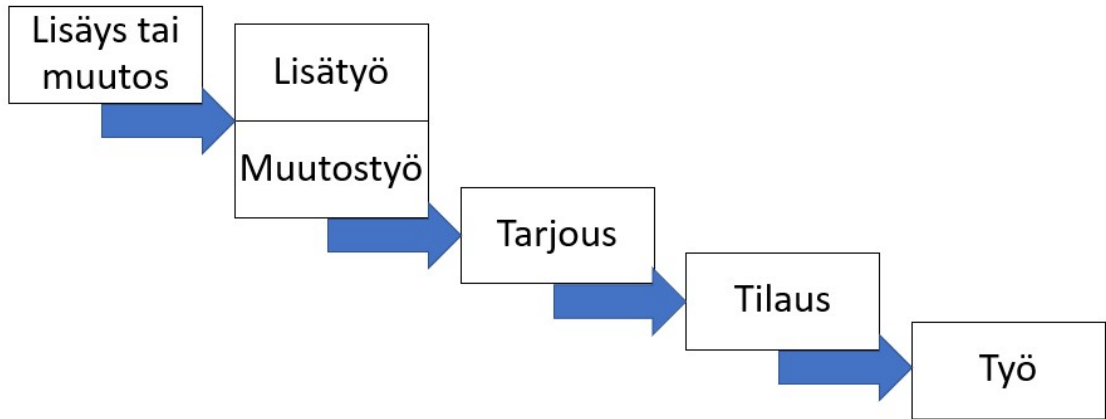 Lisäys tai
muutos
Lisätyö
Muutostyö
Tarjous
Tilaus
Työ